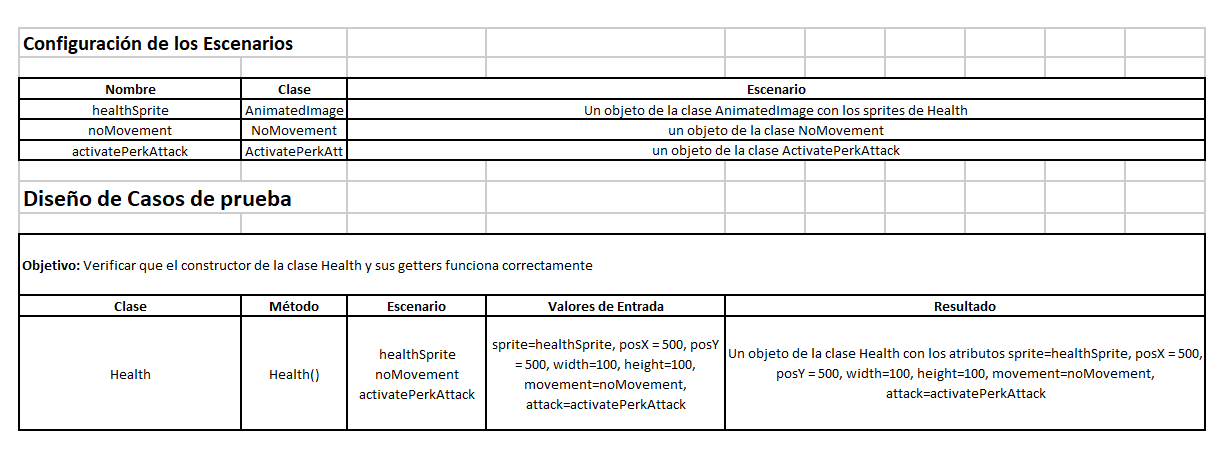 Configuración de los Escenarios
Nombre Clase Escenario
healthSprite AnimatedImage Un objeto de la clase AnimatedImage con los sprites de Health
noMovement NoMovement un objeto de la clase NoMovement
activatePerkAttack ActivatePerkAtt un objeto de la clase ActivatePerkAttack
Diseño de Casos de prueba
Objetivo: Verificar que el constructor de la clase Health y sus getters funciona correctamente
Clase Método Escenario Valores de Entrada Resultado
Health
Health()
healthSprite
noMovement
activatePerkAttack
sprite=healthSprite, posX = 500, posY
= 500, width=100, height=100,
movement=noMovement,
attack=activatePerkAttack
Un objeto de la clase Health con los atributos sprite=healthSprite, posX = 500,
posY = 500, width=100, height=100, movement=noMovement,
attack=activatePerkAttack